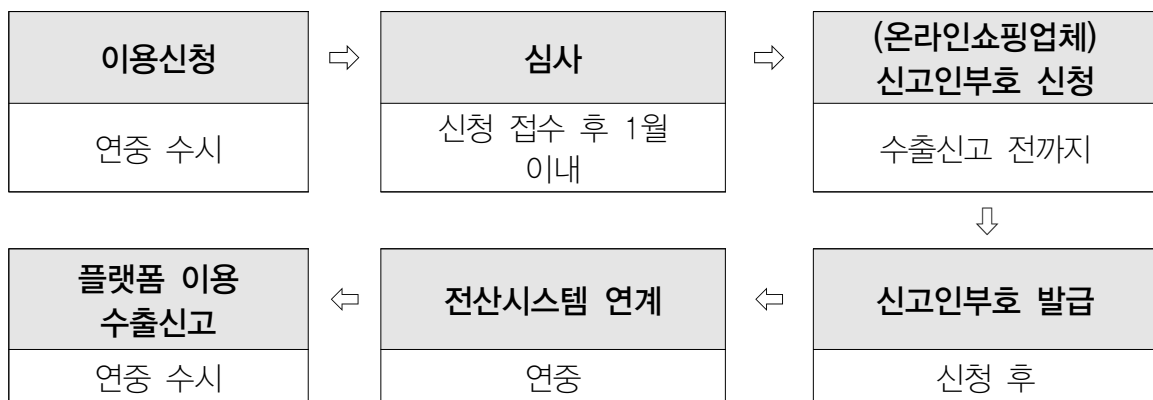 이용신청
⇨
심사
⇨
(온라인쇼핑업체)
신고인부호 신청
연중 수시
신청 접수 후 1월
이내
수출신고 전까지
⇩
플랫폼 이용
수출신고
⇦
전산시스템 연계
⇦
신고인부호 발급
연중 수시
연중
신청 후